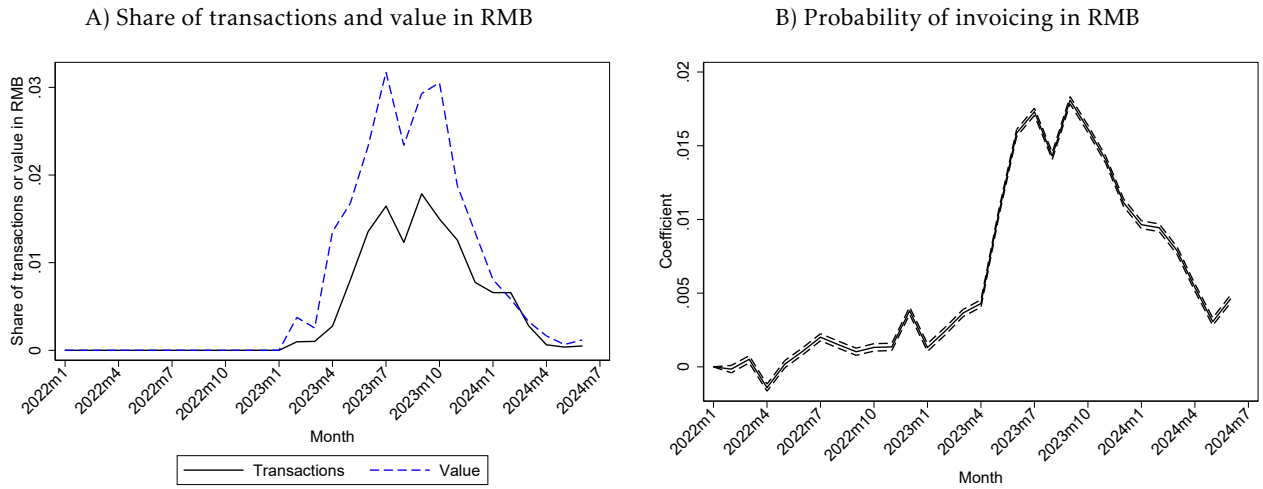 A) Share of transactions and value in RMB
Share of transactions or value in RMB
.03
.02
.01
0
2022m1
2022m4
2022m7
2022m10
2023m1
2023m4
2023m7
2023m10
2024m1
2024m4
2024m7
Month
Transactions
Value
B) Probability of invoicing in RMB
Coefficient
.02
.015
.01
.005
0
2022m1
2022m4
2022m7
2022m10
2023m1
2023m4
2023m7
2023m10
2024m1
2024m4
2024m7
Month